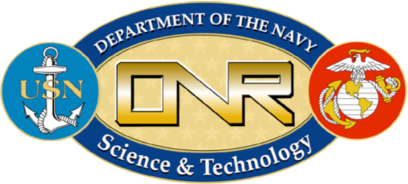 DEPARTMENT OF THE NAVY
USN
ONR
Science & Technology